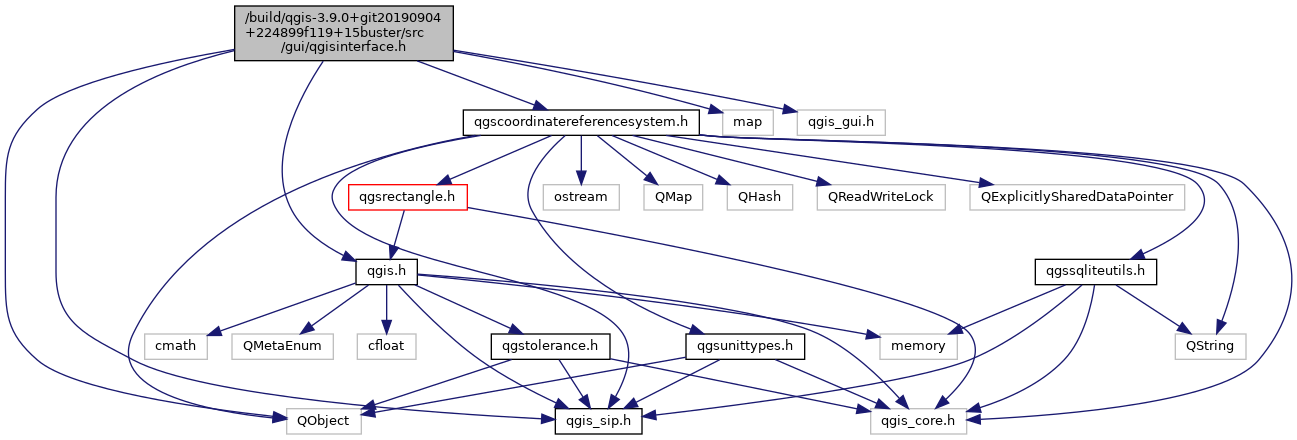 /build/qgis-3.9.0+git20190904
+224899f119+15buster/src
/gui/qgisinterface.h
qgscoordinatereferencesystem.h
map
qgis_gui.h
qgsrectangle.h
ostream
QMap
QHash
QReadWriteLock
QExplicitlySharedDataPointer
qgis.h
qgssqliteutils.h
cmath
QMetaEnum
cfloat
qgstolerance.h
qgsunittypes.h
memory
QString
QObject
qgis_sip.h
qgis_core.h